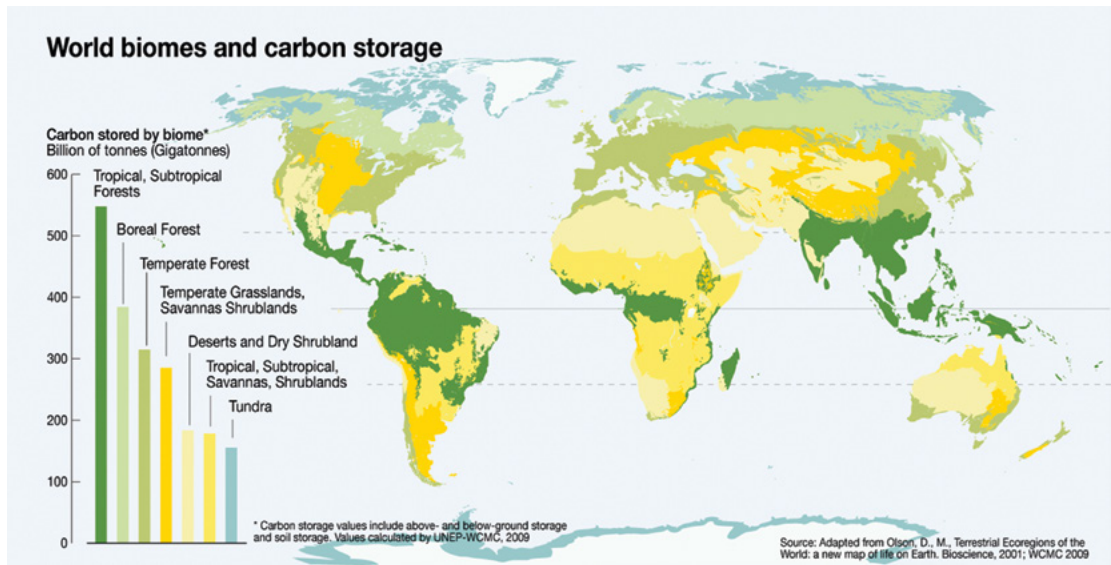 World biomes and carbon storage
Carbon stored by biome*
Billion of tonnes (Gigatonnes)
600
500
400
300
200
100
0
Tropical, Subtropical
Forests
Boreal Forest
Temperate Forest
Temperate Grasslands,
Savannas Shrublands
Deserts and Dry Shrubland
Tropical, Subtropical,
Savannas, Shrublands
Tundra
* Carbon storage values include above- and below-ground storage
and soil storage. Values calculated by UNEP-WCMC, 2009
Source: Adapted from Olson, D., M., Terrestrial Ecoregions of the
World: a new map of life on Earth. Bioscience, 2001; WCMC 2009